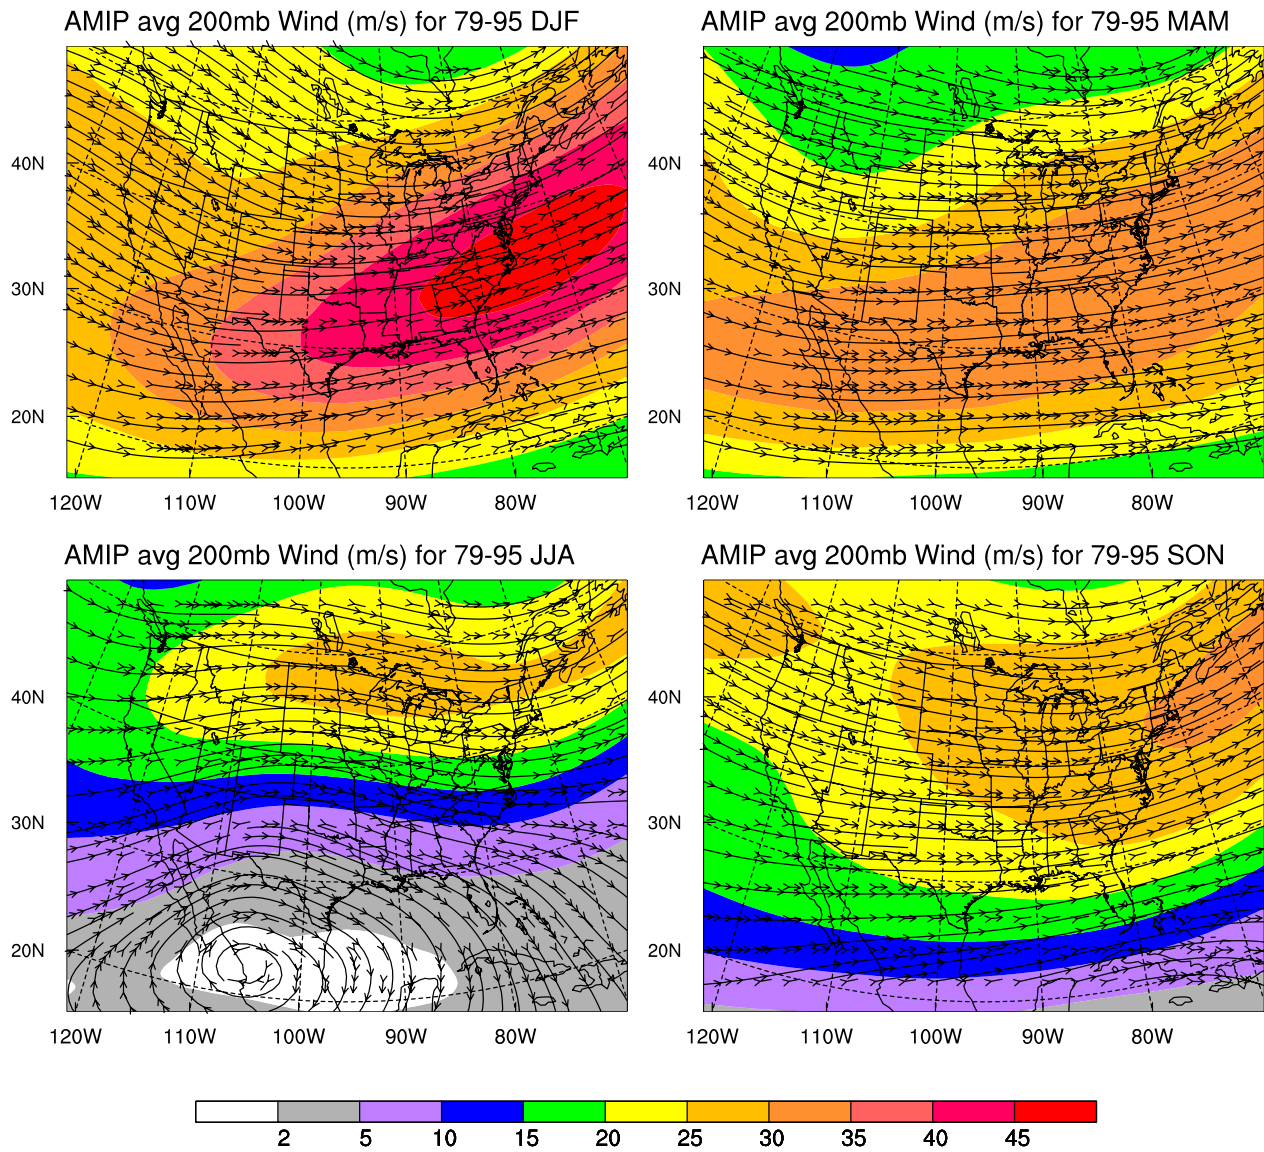 AMIP avg 200mb Wind (m/s) for 79-95 DJF
AMIP avg 200mb Wind (m/s) for 79-95 MAM
40N
30N
20N
120W 110W 100W 90W 80W
40N
30N
20N
120W 110W 100W 90W 80W
AMIP avg 200mb Wind (m/s) for 79-95 JJA
AMIP avg 200mb Wind (m/s) for 79-95 SON
40N
30N
20N
120W 110W 100W 90W 80W
40N
30N
20N
120W 110W 100W 90W 80W
2 5 10 15 20 25 30 35 40 45